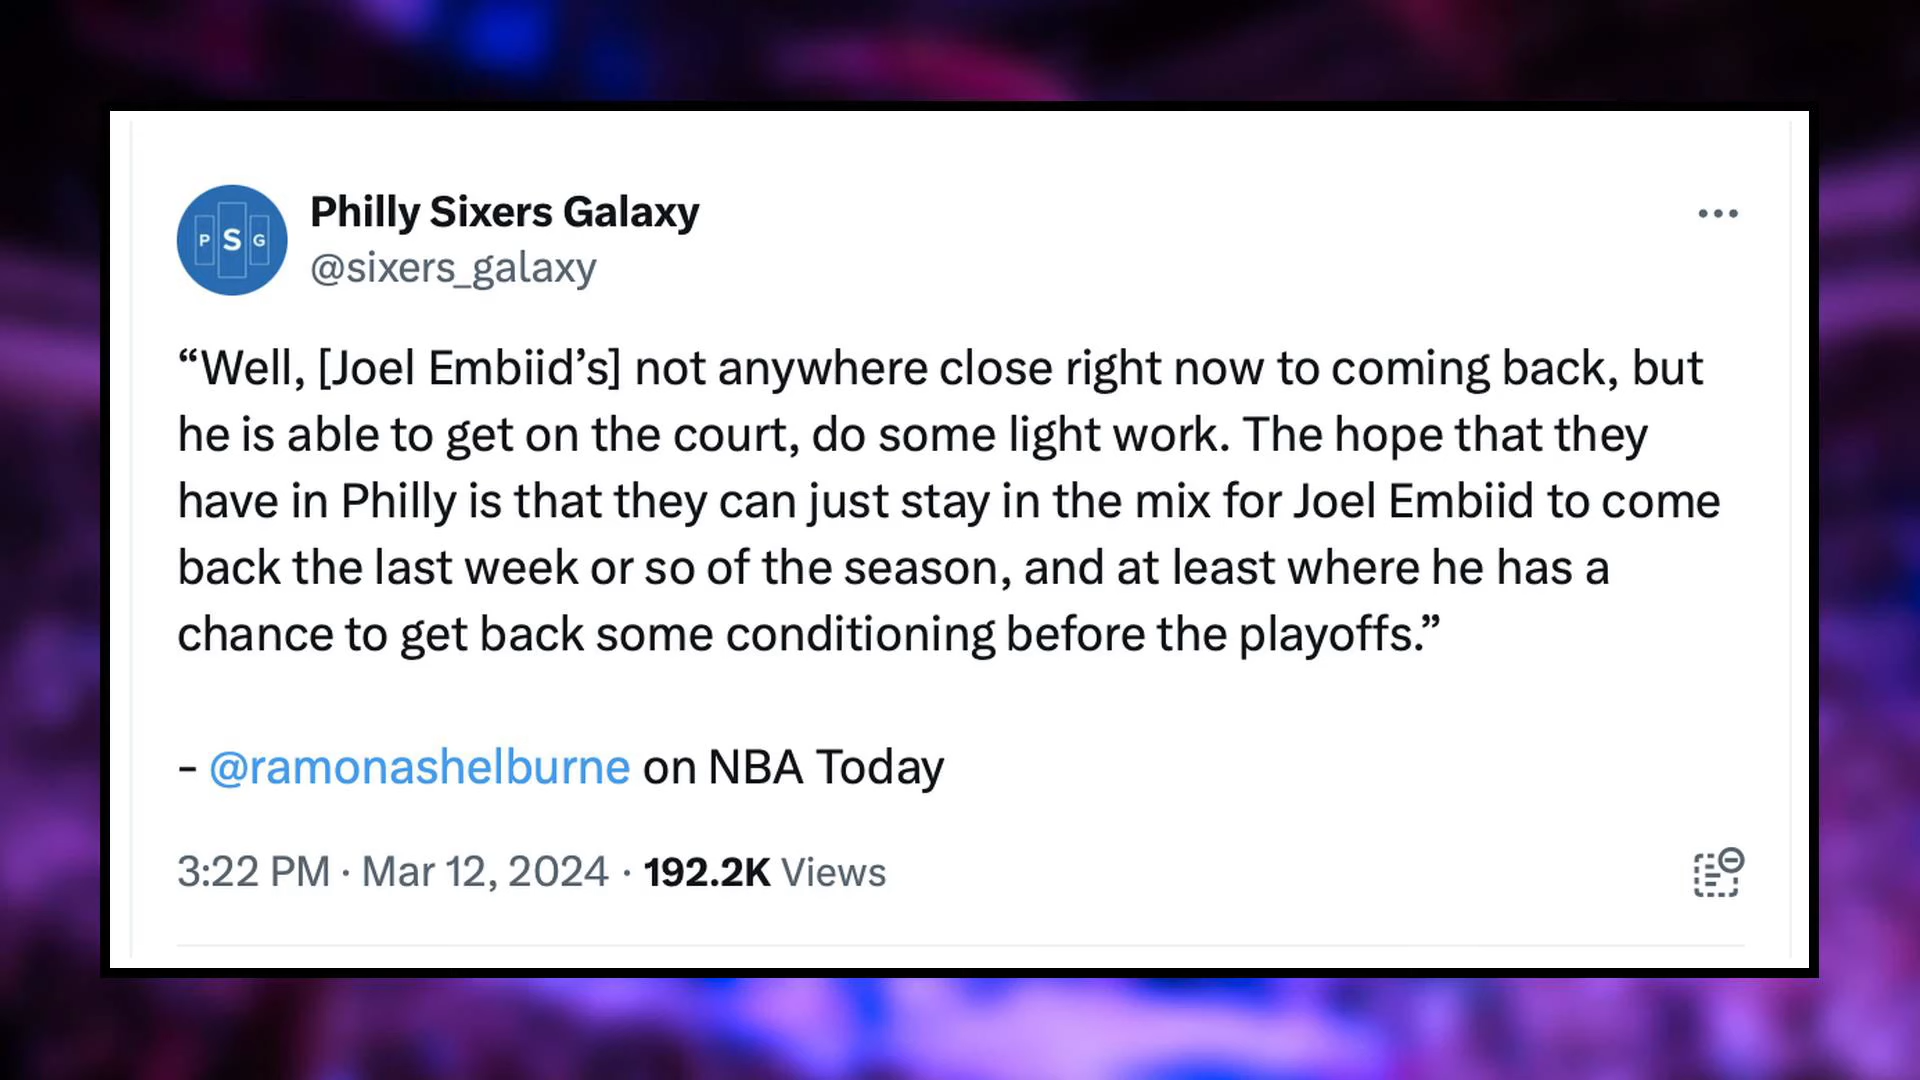 P S G
Philly Sixers Galaxy
@sixers_galaxy
“Well, [Joel Embiid’s] not anywhere close right now to coming back, but
he is able to get on the court, do some light work. The hope that they
have in Philly is that they can just stay in the mix for Joel Embiid to come
back the last week or so of the season, and at least where he has a
chance to get back some conditioning before the playoffs.”
- @ramonashelburne on NBA Today
3:22 PM · Mar 12, 2024 · 192.2K Views